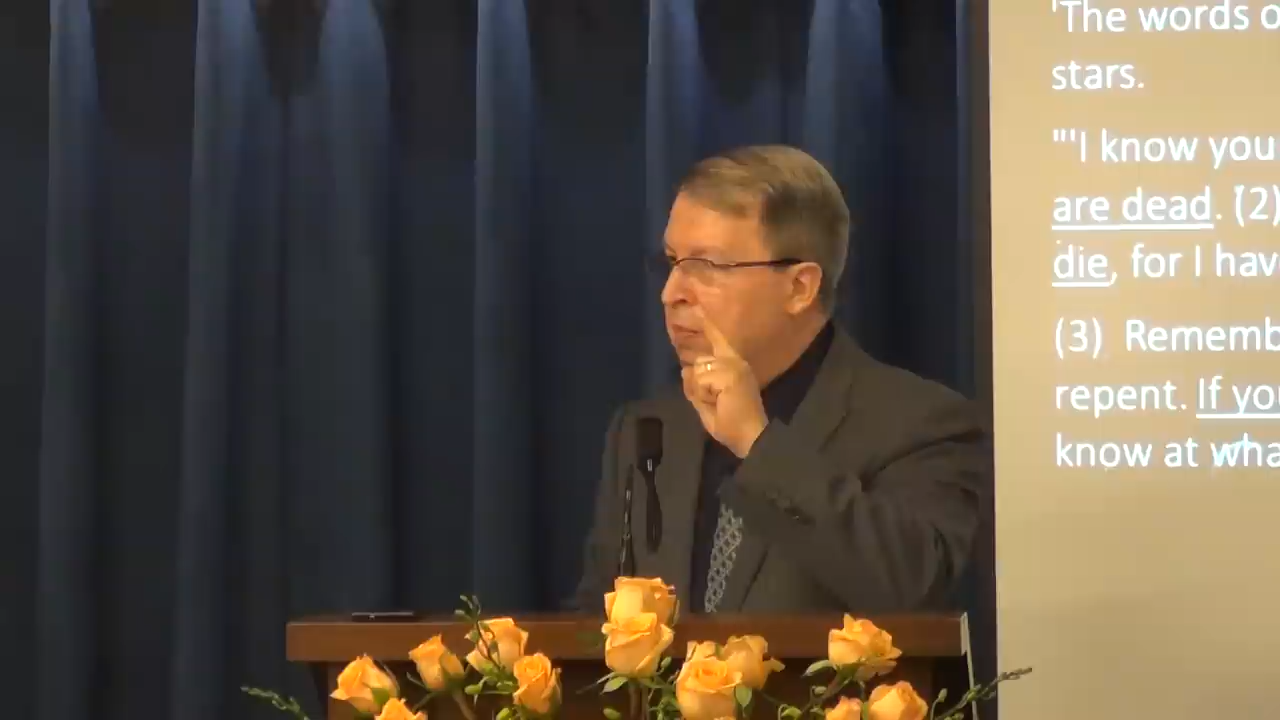 'The words o
stars.
"'I know you
are dead. (2)
die, for I hav
(3) Rememb
repent. If you
know at wha